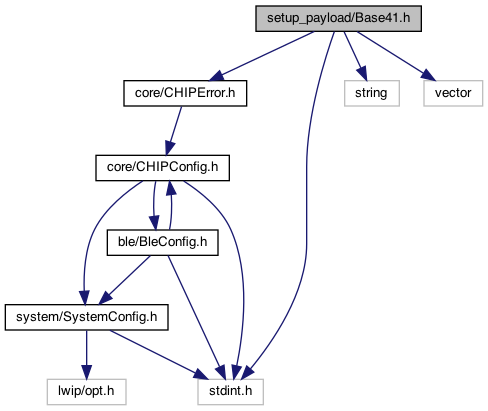 setup_payload/Base41.h
core/CHIPError.h
string
vector
core/CHIPConfig.h
ble/BleConfig.h
system/SystemConfig.h
lwip/opt.h
stdint.h